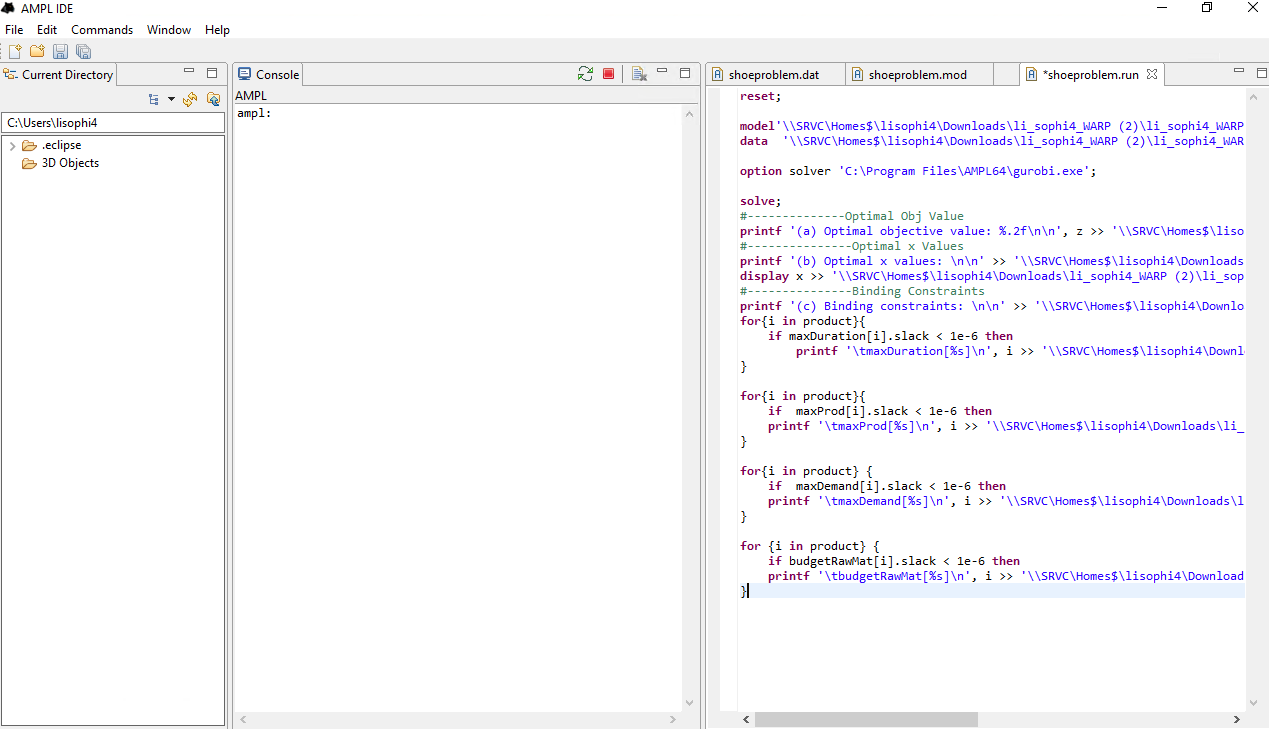 AMPL IDE
File Edit Commands Window Help
Current Directory
C:\Users\lisophi4
.eclipse
3D Objects
Console
AMPL
ampl:
shoeproblem.dat shoeproblem.mod *shoeproblem.run
reset;
model'\\SRVC\Homes$\lisophi4\Downloads\li_sophi4_WARP (2)\li_sophi4_WARP
data '\\SRVC\Homes$\lisophi4\Downloads\li_sophi4_WARP (2)\li_sophi4_WAR
option solver 'C:\Program Files\AMPL64\gurobi.exe';
solve;
#--------------Optimal Obj Value
printf '(a) Optimal objective value: %.2f\n\n', z >> '\\SRVC\Homes$\liso
#---------------Optimal x Values
printf '(b) Optimal x values: \n\n' >> '\\SRVC\Homes$\lisophi4\Downloads
display x >> '\\SRVC\Homes$\lisophi4\Downloads\li_sophi4_WARP (2)\li_sop
#---------------Binding Constraints
printf '(c) Binding constraints: \n\n' >> '\\SRVC\Homes$\lisophi4\Downlo
for{i in product}{
if maxDuration[i].slack < 1e-6 then
printf '\tmaxDuration[%s]\n', i >> '\\SRVC\Homes$\lisophi4\Downl
}
for{i in product}{
if maxProd[i].slack < 1e-6 then
printf '\tmaxProd[%s]\n', i >> '\\SRVC\Homes$\lisophi4\Downloads\li_
}
for{i in product} {
if maxDemand[i].slack < 1e-6 then
printf '\tmaxDemand[%s]\n', i >> '\\SRVC\Homes$\lisophi4\Downloads\l
}
for {i in product} {
if budgetRawMat[i].slack < 1e-6 then
printf '\tbudgetRawMat[%s]\n', i >> '\\SRVC\Homes$\lisophi4\Download
}